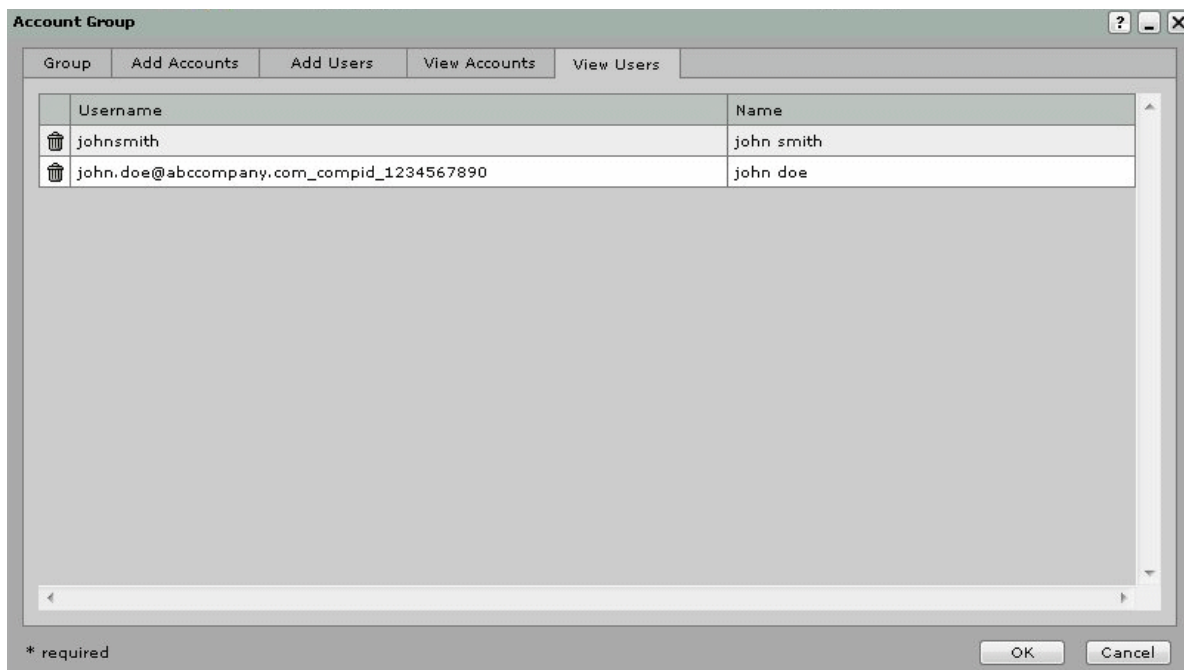 Account Group ?
Group Add Accounts Add Users View Accounts View Users
Username Name
johnsmith john smith
john.doe@abccompany.com_compid_1234567890 john doe
* required OK Cancel